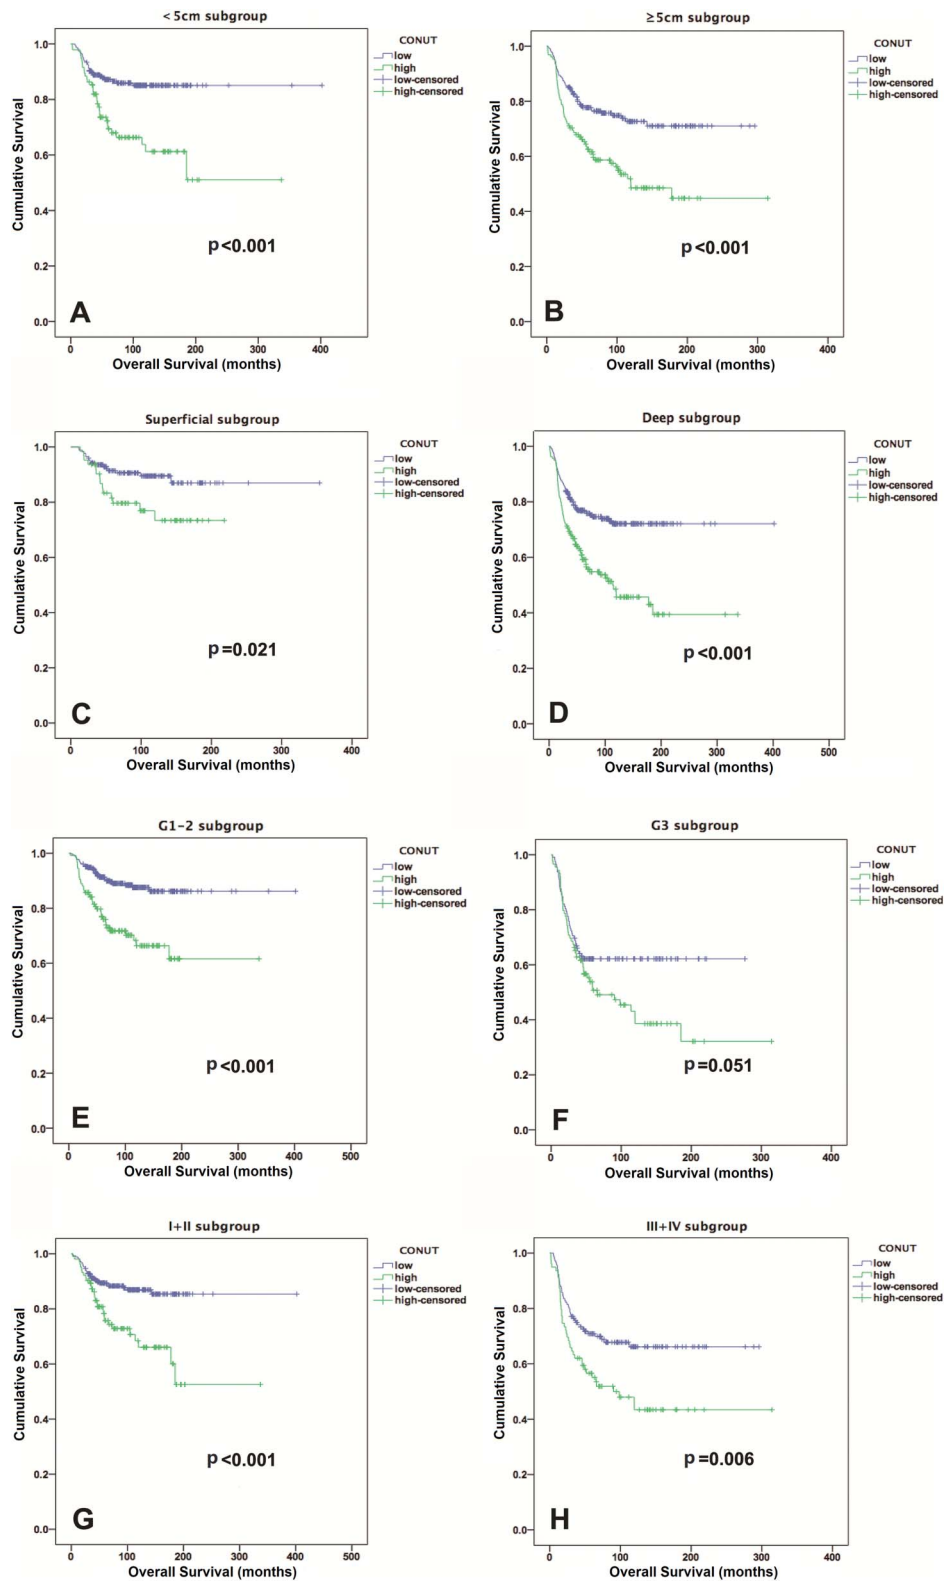 <5cm subgroup
CONUT
low
high
low-censored
high-censored
Cumulative Survival
1.0
0.8
0.6
0.4
0.2
0.0
p<0.001
A
0 100 200 300 400
Overall Survival (months)
≥5cm subgroup
CONUT
low
high
low-censored
high-censored
Cumulative Survival
1.0
0.8
0.6
0.4
0.2
0.0
p<0.001
B
0 100 200 300 400
Overall Survival (months)
Superficial subgroup
CONUT
low
high
low-censored
high-censored
Cumulative Survival
1.0
0.8
0.6
0.4
0.2
0.0
p=0.021
C
0 100 200 300 400
Overall Survival (months)
Deep subgroup
CONUT
low
high
low-censored
high-censored
Cumulative Survival
1.0
0.8
0.6
0.4
0.2
0.0
p<0.001
D
0 100 200 300 400 500
Overall Survival (months)
G1-2 subgroup
CONUT
low
high
low-censored
high-censored
Cumulative Survival
1.0
0.8
0.6
0.4
0.2
0.0
p<0.001
E
0 100 200 300 400 500
Overall Survival (months)
G3 subgroup
CONUT
low
high
low-censored
high-censored
Cumulative Survival
1.0
0.8
0.6
0.4
0.2
0.0
p=0.051
F
0 100 200 300 400
Overall Survival (months)
I+II subgroup
CONUT
low
high
low-censored
high-censored
Cumulative Survival
1.0
0.8
0.6
0.4
0.2
0.0
p<0.001
G
0 100 200 300 400 500
Overall Survival (months)
III+IV subgroup
CONUT
low
high
low-censored
high-censored
Cumulative Survival
1.0
0.8
0.6
0.4
0.2
0.0
p=0.006
H
0 100 200 300 400
Overall Survival (months)